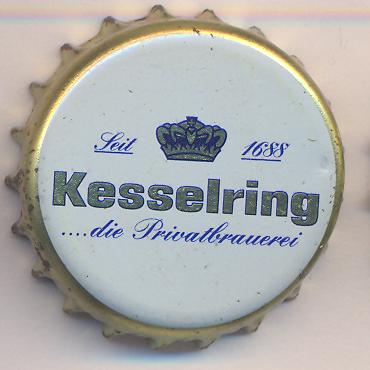 Seit 1688
Kesselring
....die Privatbrauerei